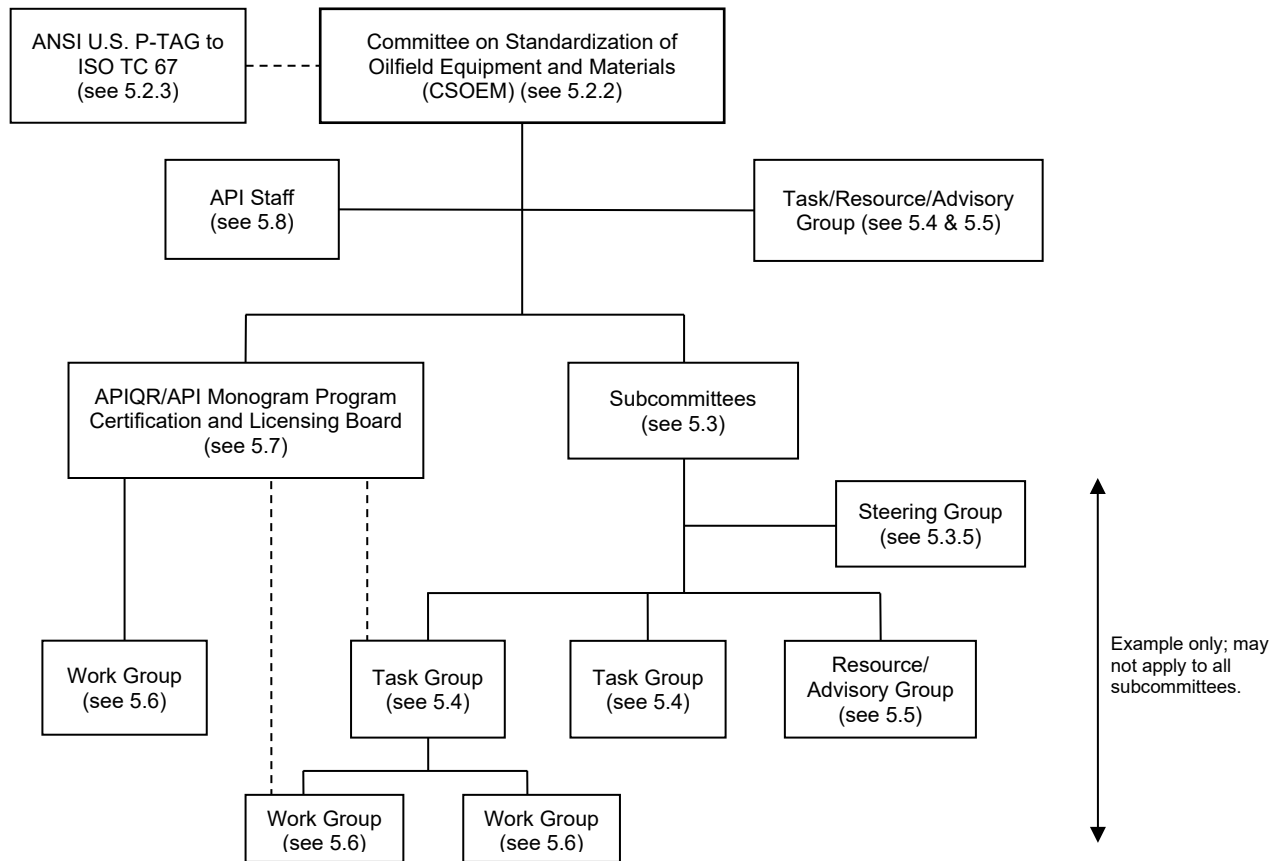 ANSI U.S. P-TAG to
ISO TC 67
(see 5.2.3)
Committee on Standardization of
Oilfield Equipment and Materials
(CSOEM) (see 5.2.2)
API Staff
(see 5.8)
Task/Resource/Advisory
Group (see 5.4 & 5.5)
APIQR/API Monogram Program
Certification and Licensing Board
(see 5.7)
Subcommittees
(see 5.3)
Steering Group
(see 5.3.5)
Work Group
(see 5.6)
Task Group
(see 5.4)
Task Group
(see 5.4)
Resource/
Advisory Group
(see 5.5)
Example only; may
not apply to all
subcommittees.
Work Group
(see 5.6)
Work Group
(see 5.6)